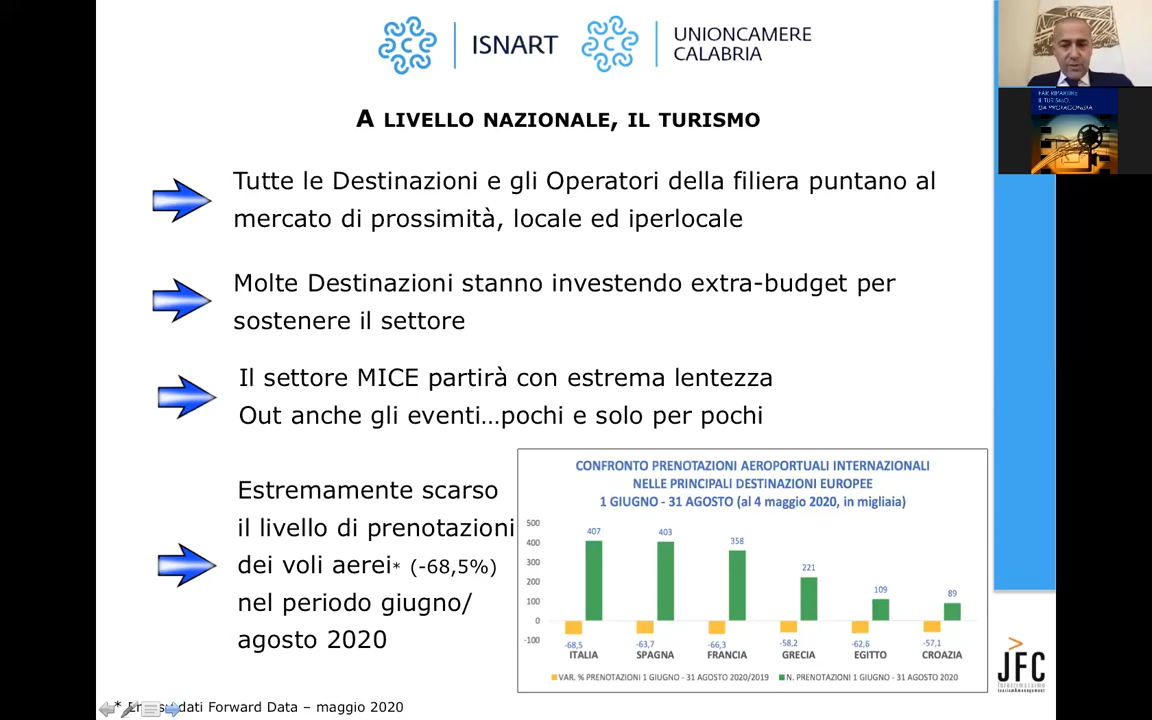 ISNART
UNIONCAMERE
CALABRIA
FAR RIPARTIRE
IL TURISMO,
DA PROTAGONISTA
A LIVELLO NAZIONALE, IL TURISMO
Tutte le Destinazioni e gli Operatori della filiera puntano al
mercato di prossimità, locale ed iperlocale
Molte Destinazioni stanno investendo extra-budget per
sostenere il settore
Il settore MICE partirà con estrema lentezza
Out anche gli eventi…pochi e solo per pochi
Estremamente scarso
il livello di prenotazioni
dei voli aerei* (-68,5%)
nel periodo giugno/
agosto 2020
CONFRONTO PRENOTAZIONI AEROPORTUALI INTERNAZIONALI
NELLE PRINCIPALI DESTINAZIONI EUROPEE
1 GIUGNO - 31 AGOSTO (al 4 maggio 2020, in migliaia)
500
400
300
200
100
0
-100
407 403 358 221 109 89
-68,5 -63,7 -66,3 -58,2 -62,6 -57,1
ITALIA SPAGNA FRANCIA GRECIA EGITTO CROAZIA
VAR. % PRENOTAZIONI 1 GIUGNO - 31 AGOSTO 2020/2019 N. PRENOTAZIONI 1 GIUGNO - 31 AGOSTO 2020
JFC
* dati Forward Data – maggio 2020